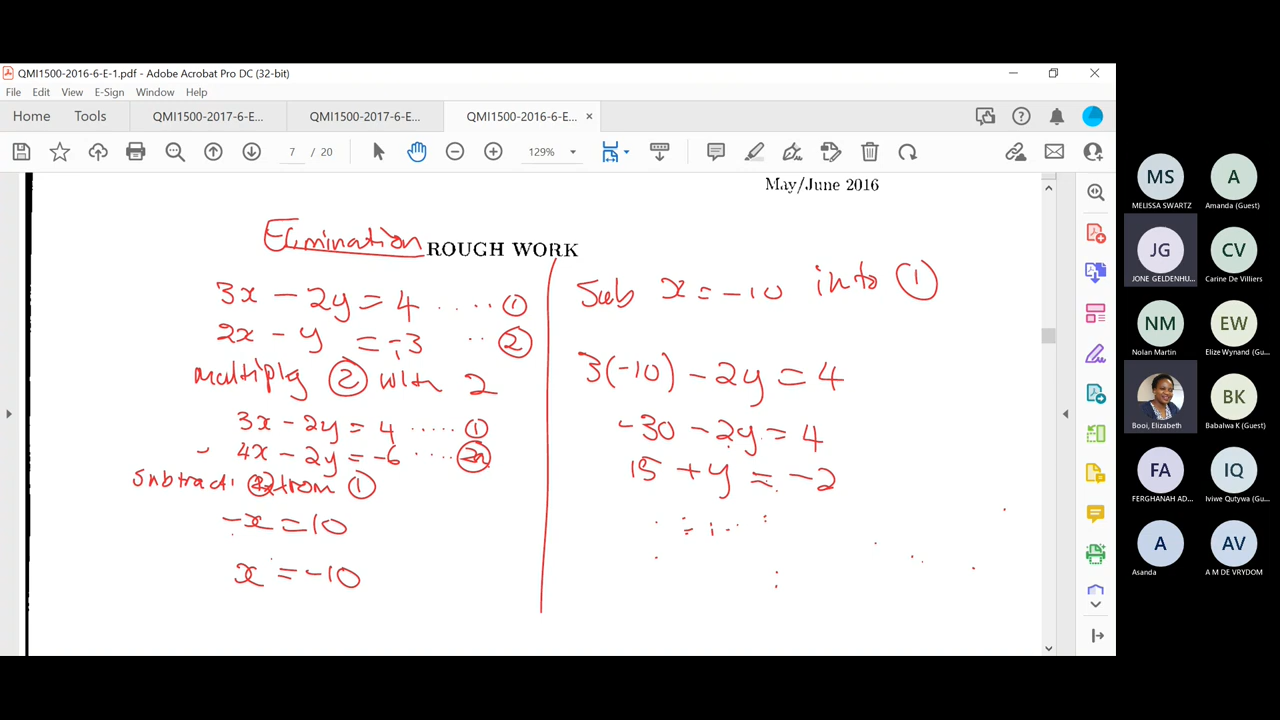 QMI1500-2016-6-E-1.pdf - Adobe Acrobat Pro DC (32-bit)
File Edit View E-Sign Window Help
Home Tools QMI1500-2017-6-E... QMI1500-2017-6-E... QMI1500-2016-6-E... ×
7 / 20 129%
May/June 2016
Elimination ROUGH WORK
3x - 2y = 4 ..... ①
2x - y = -3 .. ②
multiply ② with 2
3x - 2y = 4 ...... ①
- 4x - 2y = -6 .... 2a
Subtract from ①
-x = 10
x = -10
Sub x = -10 into ①
3(-10) - 2y = 4
-30 - 2y = 4
15 + y = -2
MS A
MELISSA SWARTZ Amanda (Guest)
JG CV
JONE GELDENHU... Carine De Villiers
NM EW
Nolan Martin Elize Wynand (Gu...
BK
Booi, Elizabeth Babalwa K (Guest)
FA IQ
FERGHANAH AD... Iviwe Qutywa (Gu...
A AV
Asanda A M DE VRYDOM